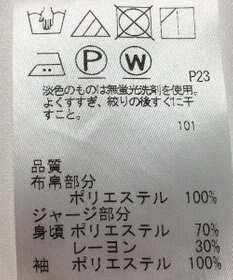 P
W
P23
淡色のものは無蛍光洗剤を使用。
よくすすぎ、絞りの後すぐに干
すこと。
101
品質
布帛部分
ポリエステル 100%
ジャージ部分
身頃 ポリエステル 70%
レーヨン 30%
袖 ポリエステル 100%